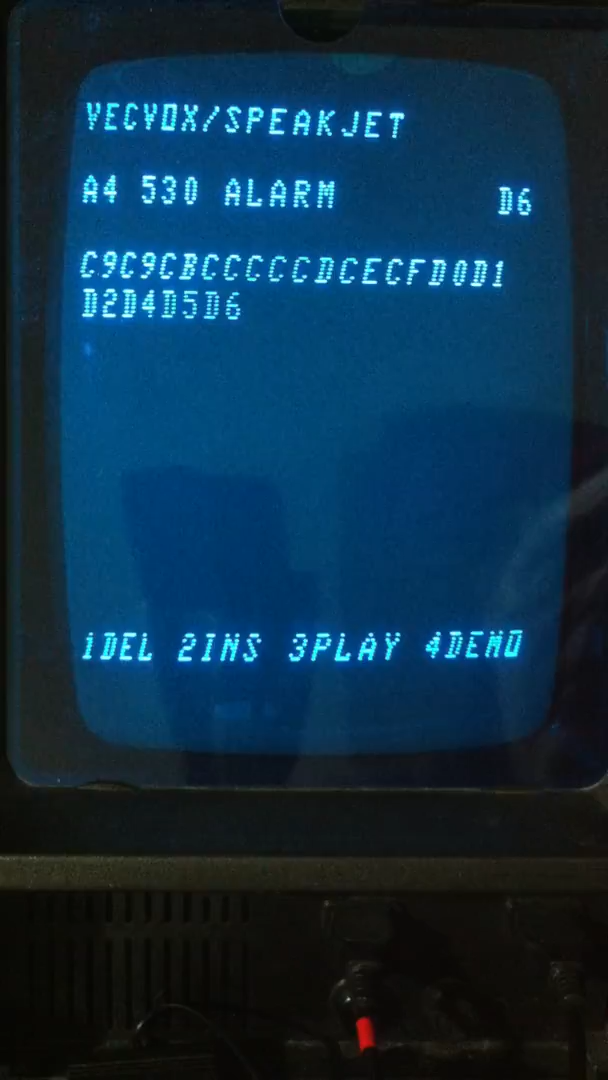 VECVOX/SPEAKJET
A4 530 ALARM D6
C9C9CBCCCCCDCECFD0D1
D2D4D5D6
1DEL 2INS 3PLAY 4DEMO